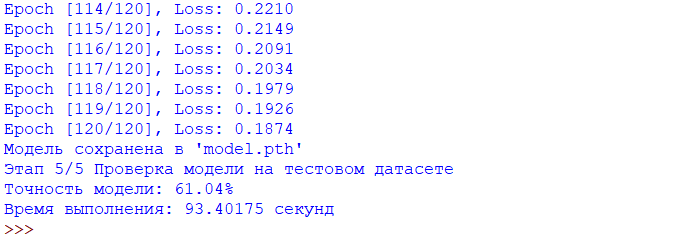 Epoch [114/120], Loss: 0.2210
Epoch [115/120], Loss: 0.2149
Epoch [116/120], Loss: 0.2091
Epoch [117/120], Loss: 0.2034
Epoch [118/120], Loss: 0.1979
Epoch [119/120], Loss: 0.1926
Epoch [120/120], Loss: 0.1874
Модель сохранена в 'model.pth'
Этап 5/5 Проверка модели на тестовом датасете
Точность модели: 61.04%
Время выполнения: 93.40175 секунд
>>>